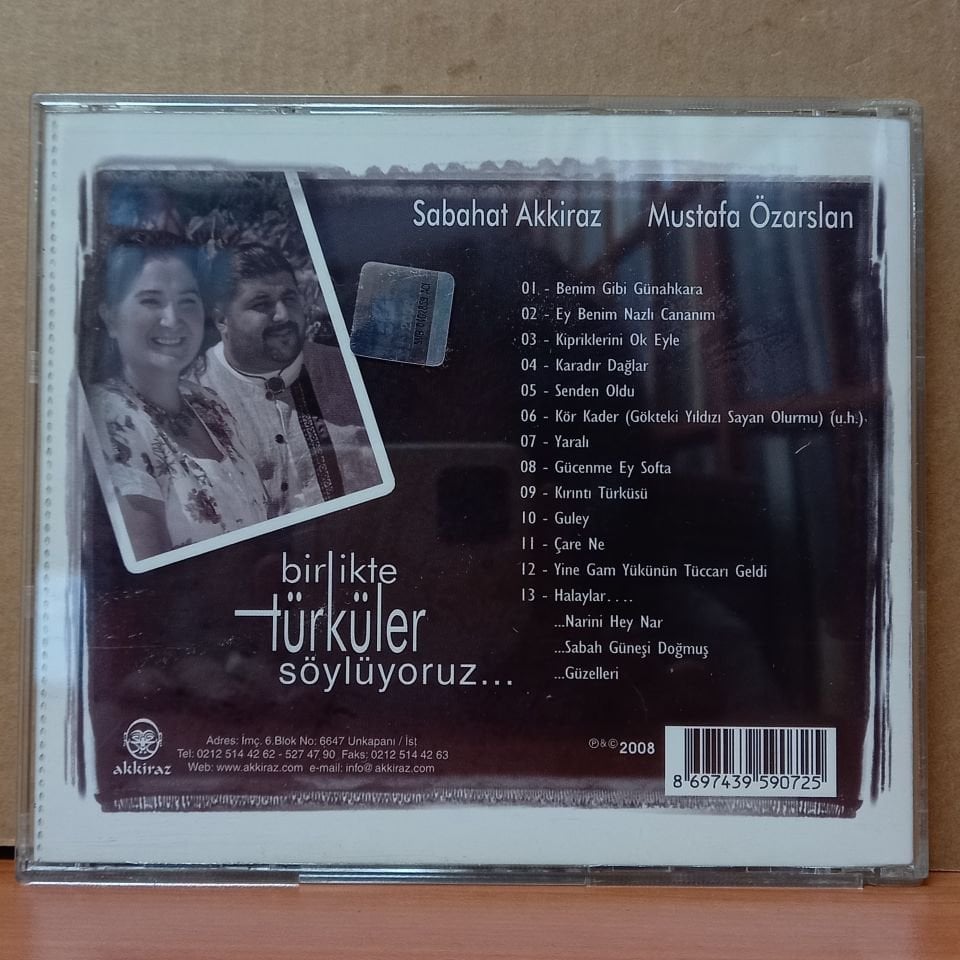 Sabahat Akkiraz Mustafa Özarslan
01 - Benim Gibi Günahkara
02 - Ey Benim Nazlı Cananım
03 - Kipriklerini Ok Eyle
04 - Karadır Dağlar
05 - Senden Oldu
06 - Kör Kader (Gökteki Yıldızı Sayan Olurmu) (u.h.)
07 - Yaralı
08 - Gücenme Ey Softa
09 - Kırıntı Türküsü
10 - Guley
11 - Çare Ne
12 - Yine Gam Yükünün Tüccarı Geldi
13 - Halaylar....
...Narini Hey Nar
...Sabah Güneşi Doğmuş
...Güzelleri
birlikte
türküler
söylüyoruz...
akkiraz
Adres: İmç. 6.Blok No: 6647 Unkapanı / İst
Tel: 0212 514 42 62 - 527 47 90 Faks: 0212 514 42 63
Web: www.akkiraz.com e-mail: info@ akkiraz.com
℗&© 2008
8 697439 590725